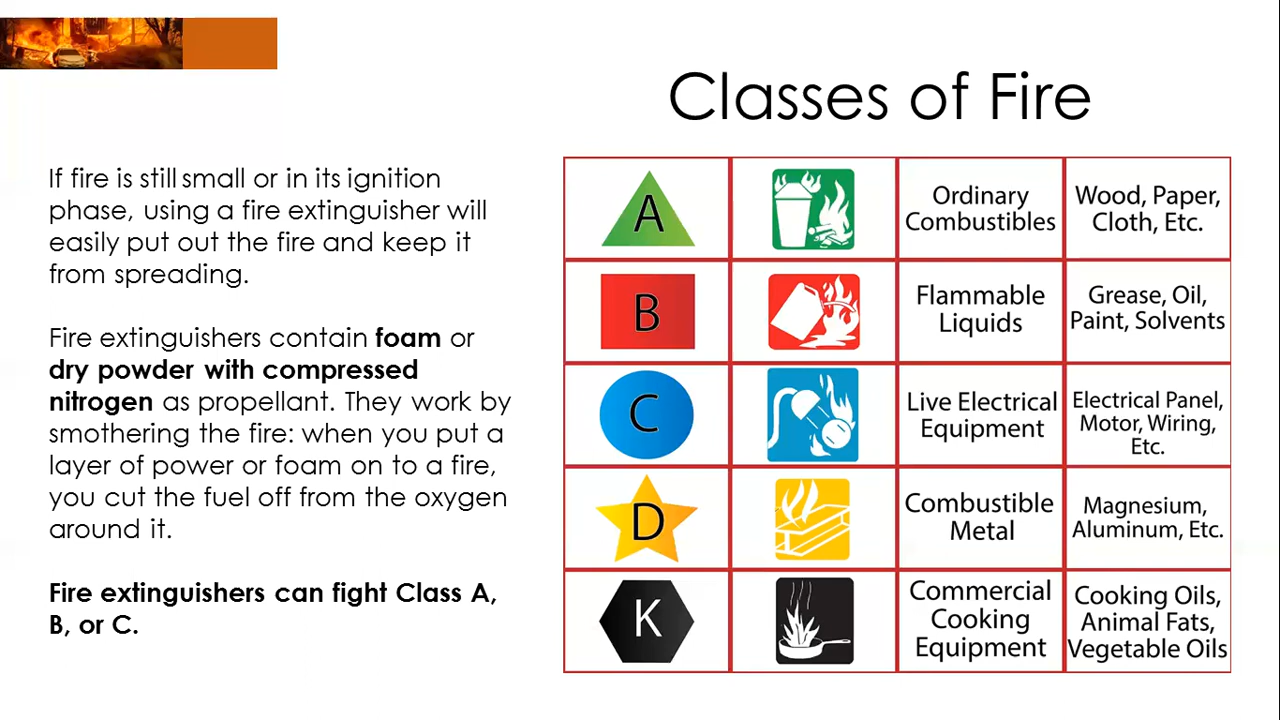 Classes of Fire
If fire is still small or in its ignition
phase, using a fire extinguisher will
easily put out the fire and keep it
from spreading.
Fire extinguishers contain foam or
dry powder with compressed
nitrogen as propellant. They work by
smothering the fire: when you put a
layer of power or foam on to a fire,
you cut the fuel off from the oxygen
around it.
Fire extinguishers can fight Class A,
B, or C.
A
Ordinary
Combustibles
Wood, Paper,
Cloth, Etc.
B
Flammable
Liquids
Grease, Oil,
Paint, Solvents
C
Live Electrical
Equipment
Electrical Panel,
Motor, Wiring,
Etc.
D
Combustible
Metal
Magnesium,
Aluminum, Etc.
K
Commercial
Cooking
Equipment
Cooking Oils,
Animal Fats,
Vegetable Oils